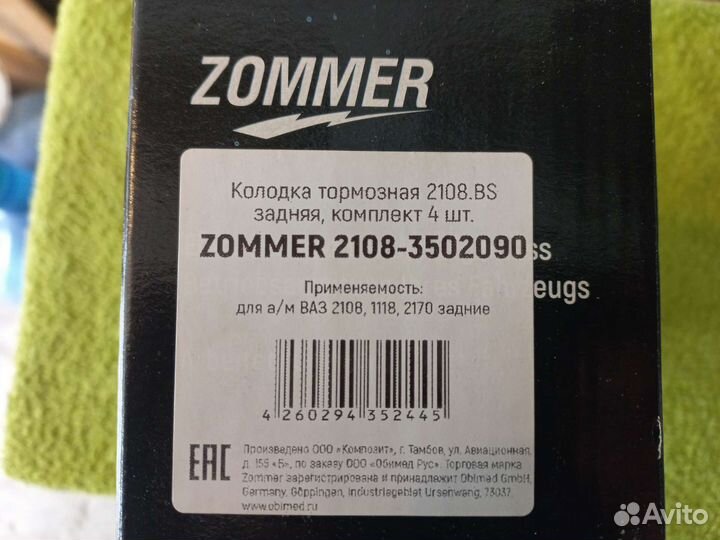 ZOMMER
Колодка тормозная 2108.BS
задняя, комплект 4 шт.
ZOMMER 2108-3502090
ss
Применяемость:
zeugs
для а/м ВАЗ 2108, 1118, 2170 задние
4 260294 352445
EAC
Произведено ООО «Композит», г. Тамбов, ул. Авиационная,
д. 155 «Б», по заказу ООО «Обимед Рус». Торговая марка
Zommer зарегистрирована и принадлежит Obimed GmbH,
Germany, Göppingen, Industriegebiet Ursenwang, 73037.
www.obimed.ru
Avito